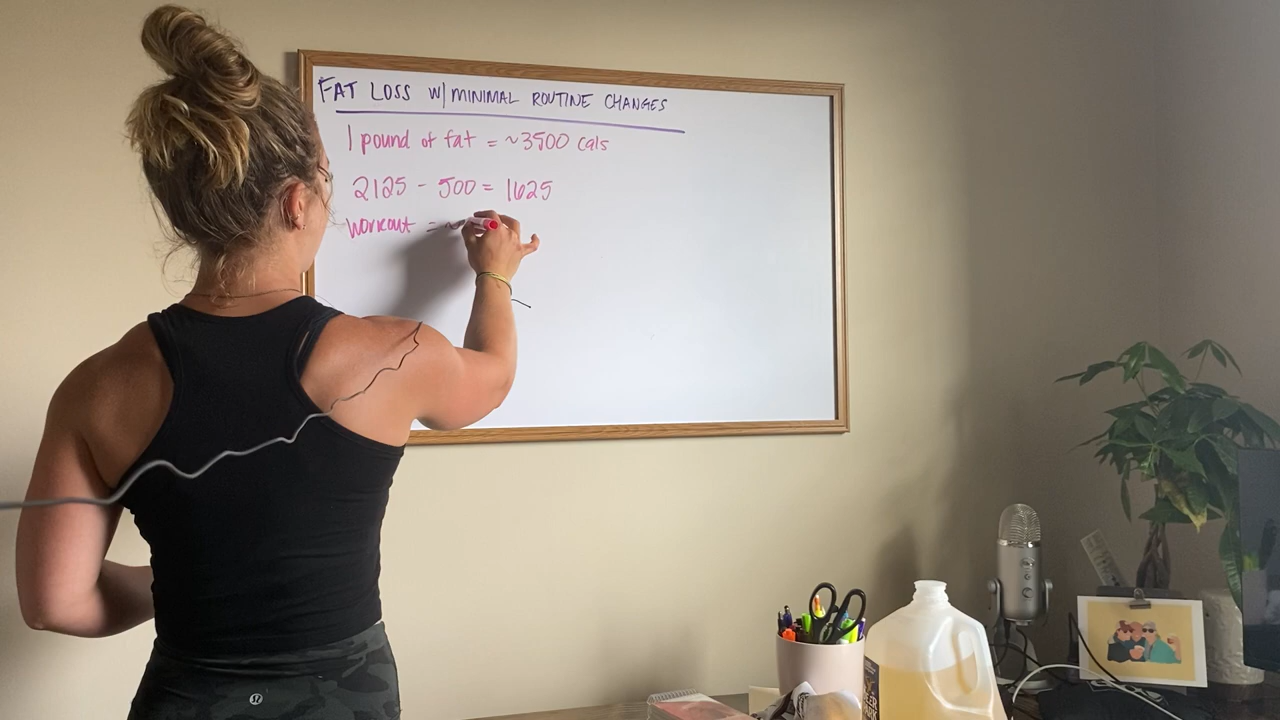 FAT LOSS W/ MINIMAL ROUTINE CHANGES
1 pound of fat = ~3500 cals
2125 - 500 = 1625
Workout = ~